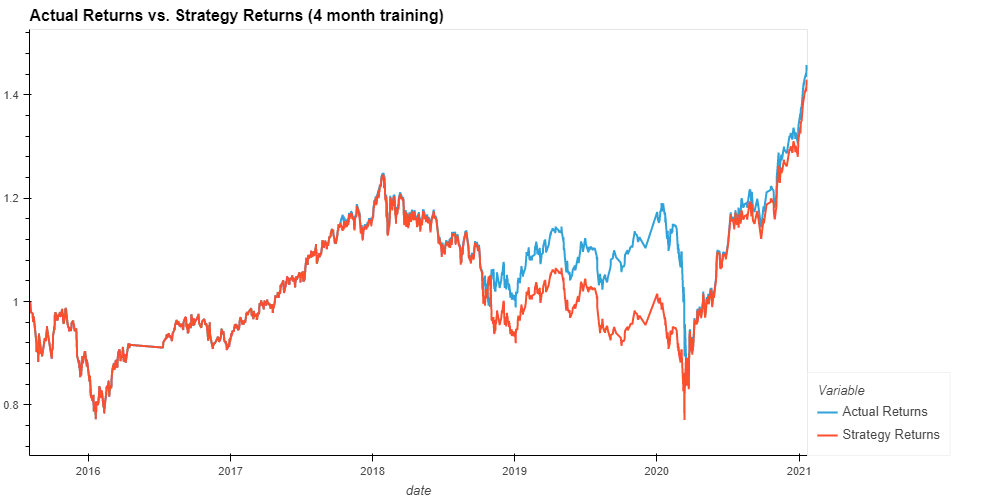 Actual Returns vs. Strategy Returns (4 month training)
1.4
1.2
1
0.8
2016 2017 2018 2019 2020 2021
date
Variable
Actual Returns
Strategy Returns